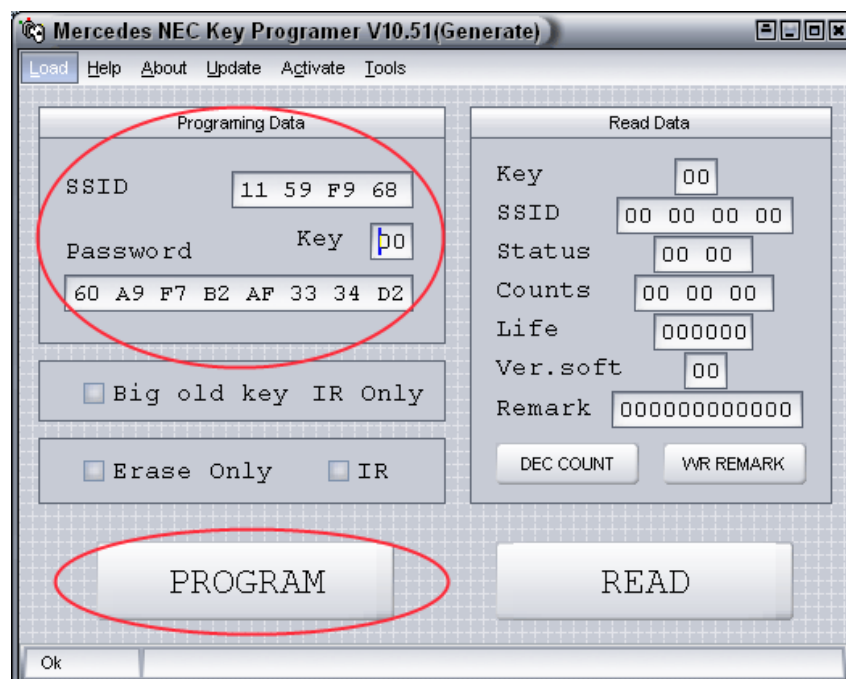 Mercedes NEC Key Programer V10.51(Generate)
Load Help About Update Activate Tools
Programing Data
SSID 11 59 F9 68
Key 00
Password
60 A9 F7 B2 AF 33 34 D2
Big old key IR Only
Erase Only IR
PROGRAM
Read Data
Key 00
SSID 00 00 00 00
Status 00 00
Counts 00 00 00
Life 000000
Ver.soft 00
Remark 000000000000
DEC COUNT WR REMARK
READ
Ok